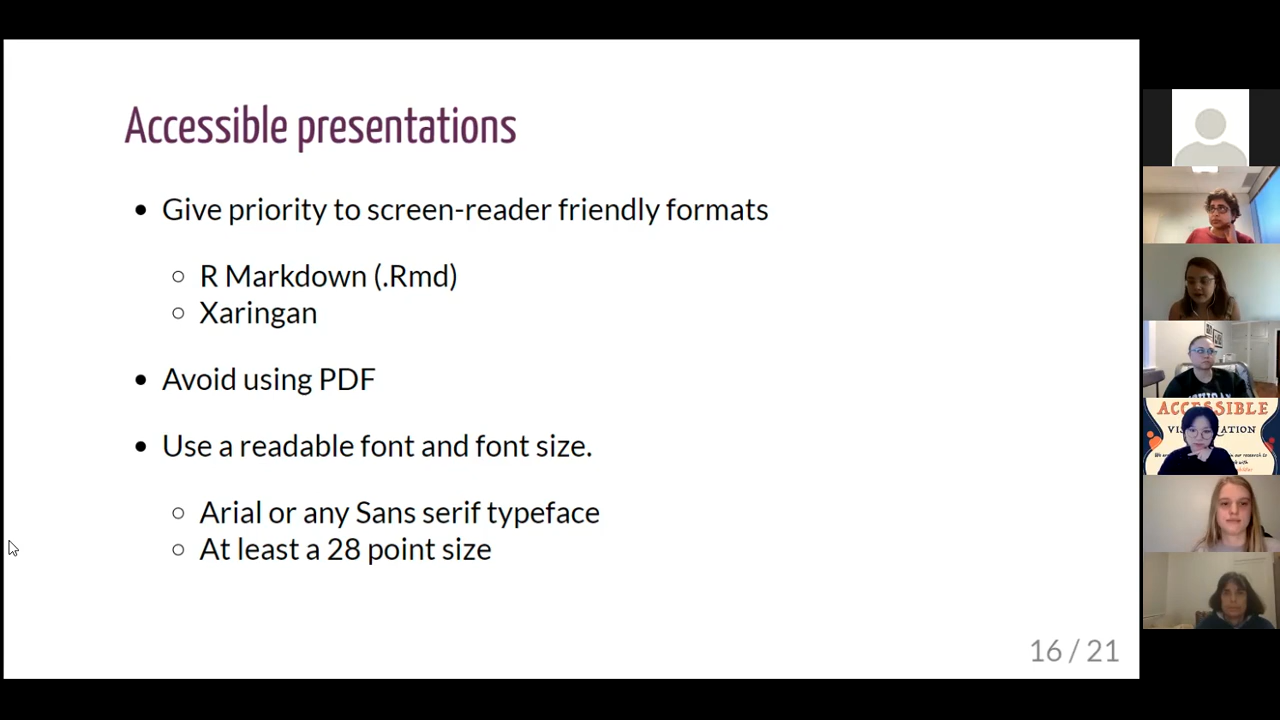 Accessible presentations
Give priority to screen-reader friendly formats
R Markdown (.Rmd)
Xaringan
Avoid using PDF
Use a readable font and font size.
Arial or any Sans serif typeface
At least a 28 point size
16 / 21
ACCESSIBLE